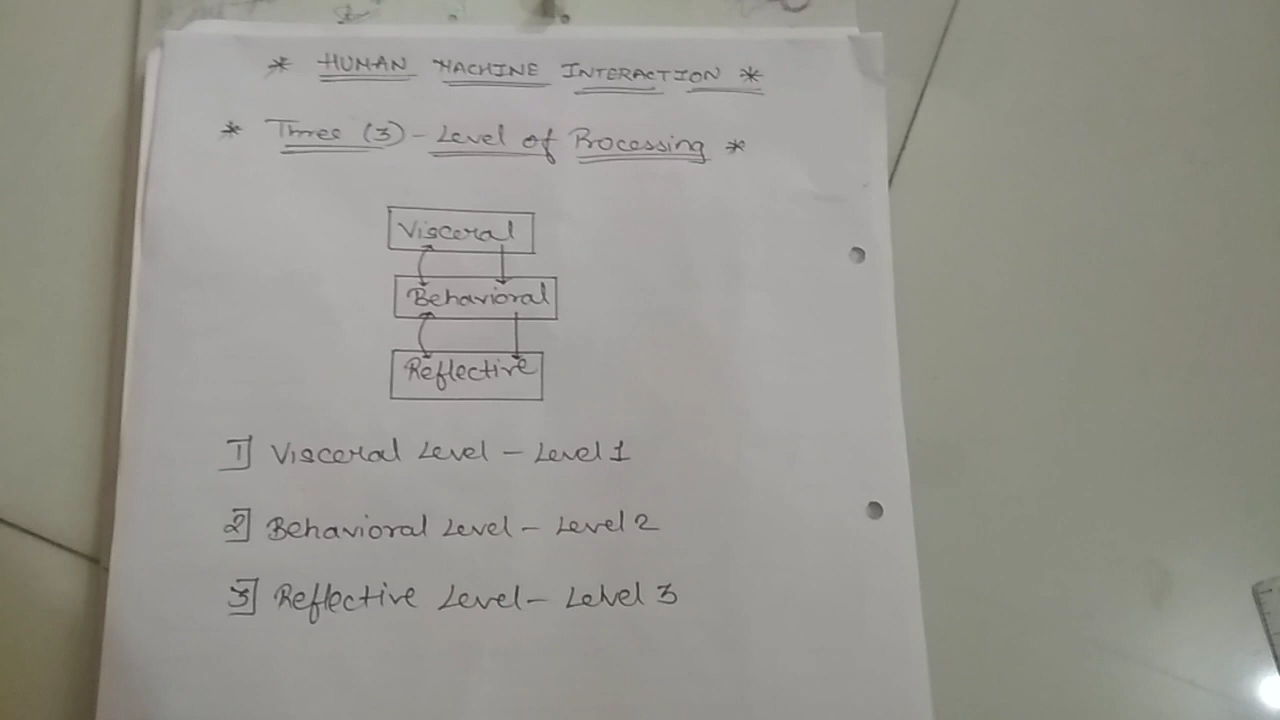 * HUMAN MACHINE INTERACTION *
* Three (3) - Level of Processing *
Visceral
Behavioral
Reflective
1] Visceral Level - Level 1
2] Behavioral Level - Level 2
3] Reflective Level - Level 3